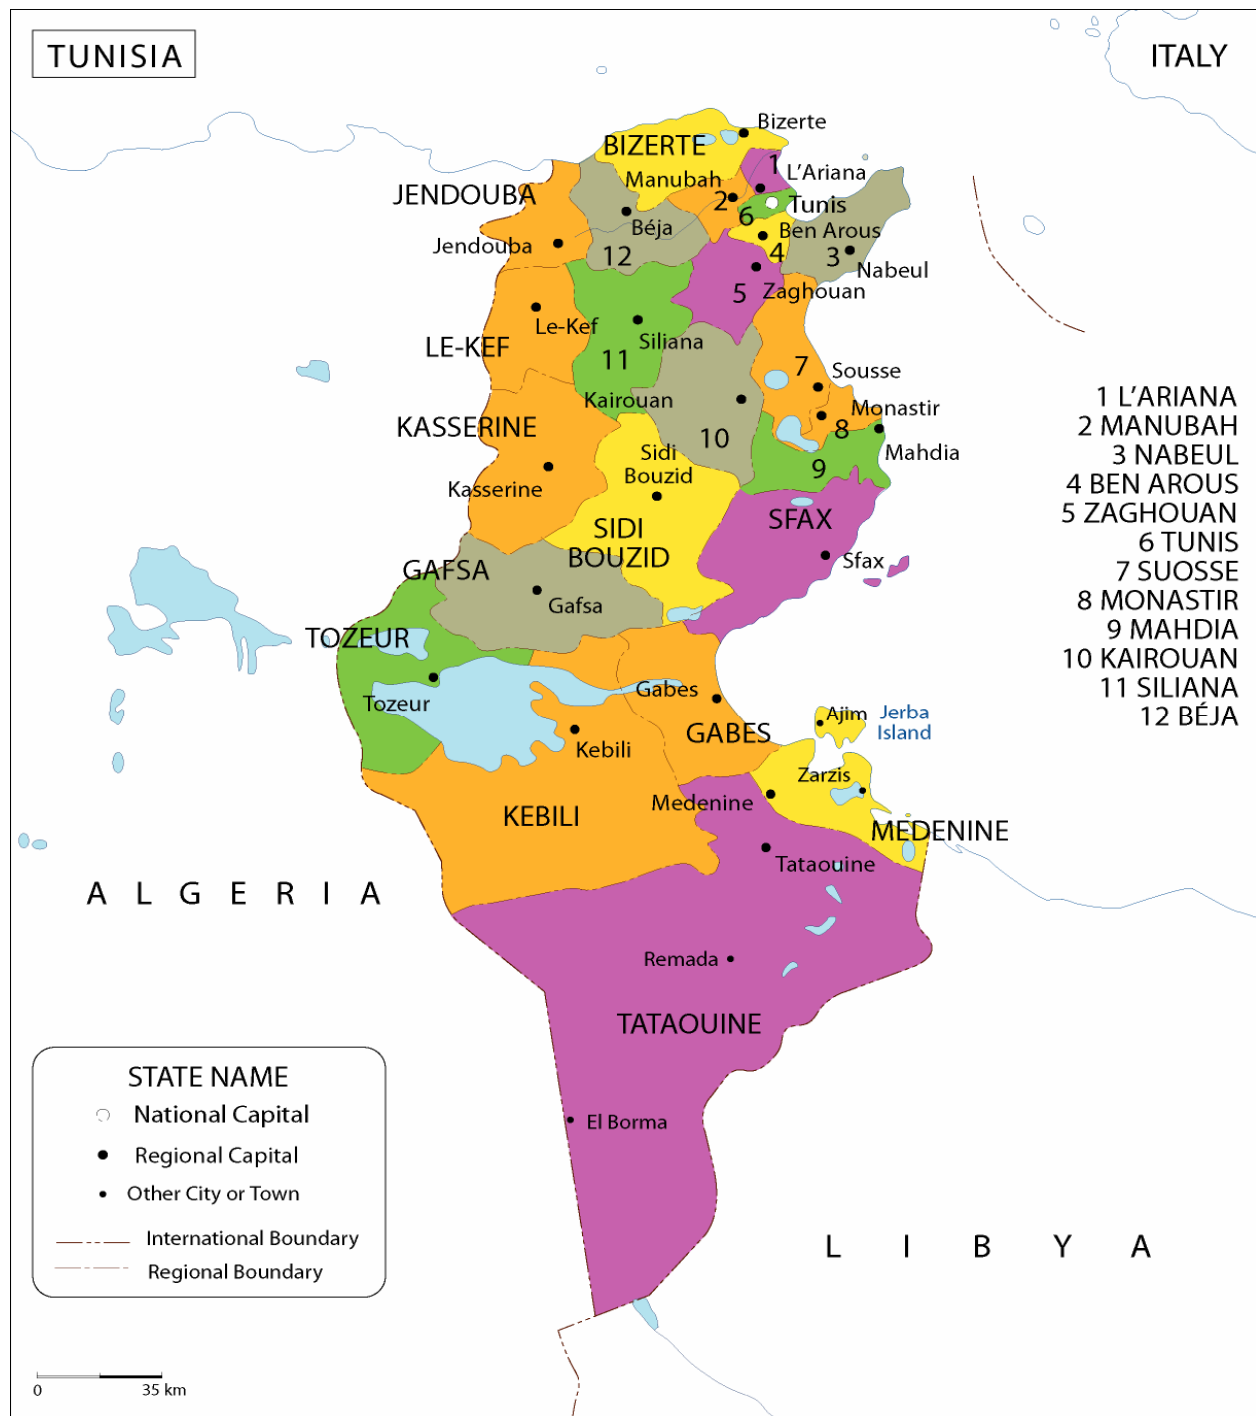 TUNISIA
ITALY
Bizerte
BIZERTE
1
L'Ariana
Manubah
2
JENDOUBA
Tunis
6
Béja
Ben Arous
Jendouba
12
4
3
Nabeul
5
Zaghouan
Le-Kef
Siliana
LE-KEF
11
7
Sousse
Kairouan
Monastir
KASSERINE
10
8
Mahdia
Sidi
Bouzid
9
Kasserine
SFAX
SIDI
BOUZID
Sfax
GAFSA
Gafsa
TOZEUR
Tozeur
Gabes
GABES
Kebili
Ajim
Jerba
Island
Zarzis
Medenine
KEBILI
MEDENINE
Tataouine
ALGERIA
Remada
TATAOUINE
El Borma
LIBYA
1 L'ARIANA
2 MANUBAH
3 NABEUL
4 BEN AROUS
5 ZAGHOUAN
6 TUNIS
7 SUOSSE
8 MONASTIR
9 MAHDIA
10 KAIROUAN
11 SILIANA
12 BÉJA
STATE NAME
National Capital
Regional Capital
Other City or Town
International Boundary
Regional Boundary
0 35 km